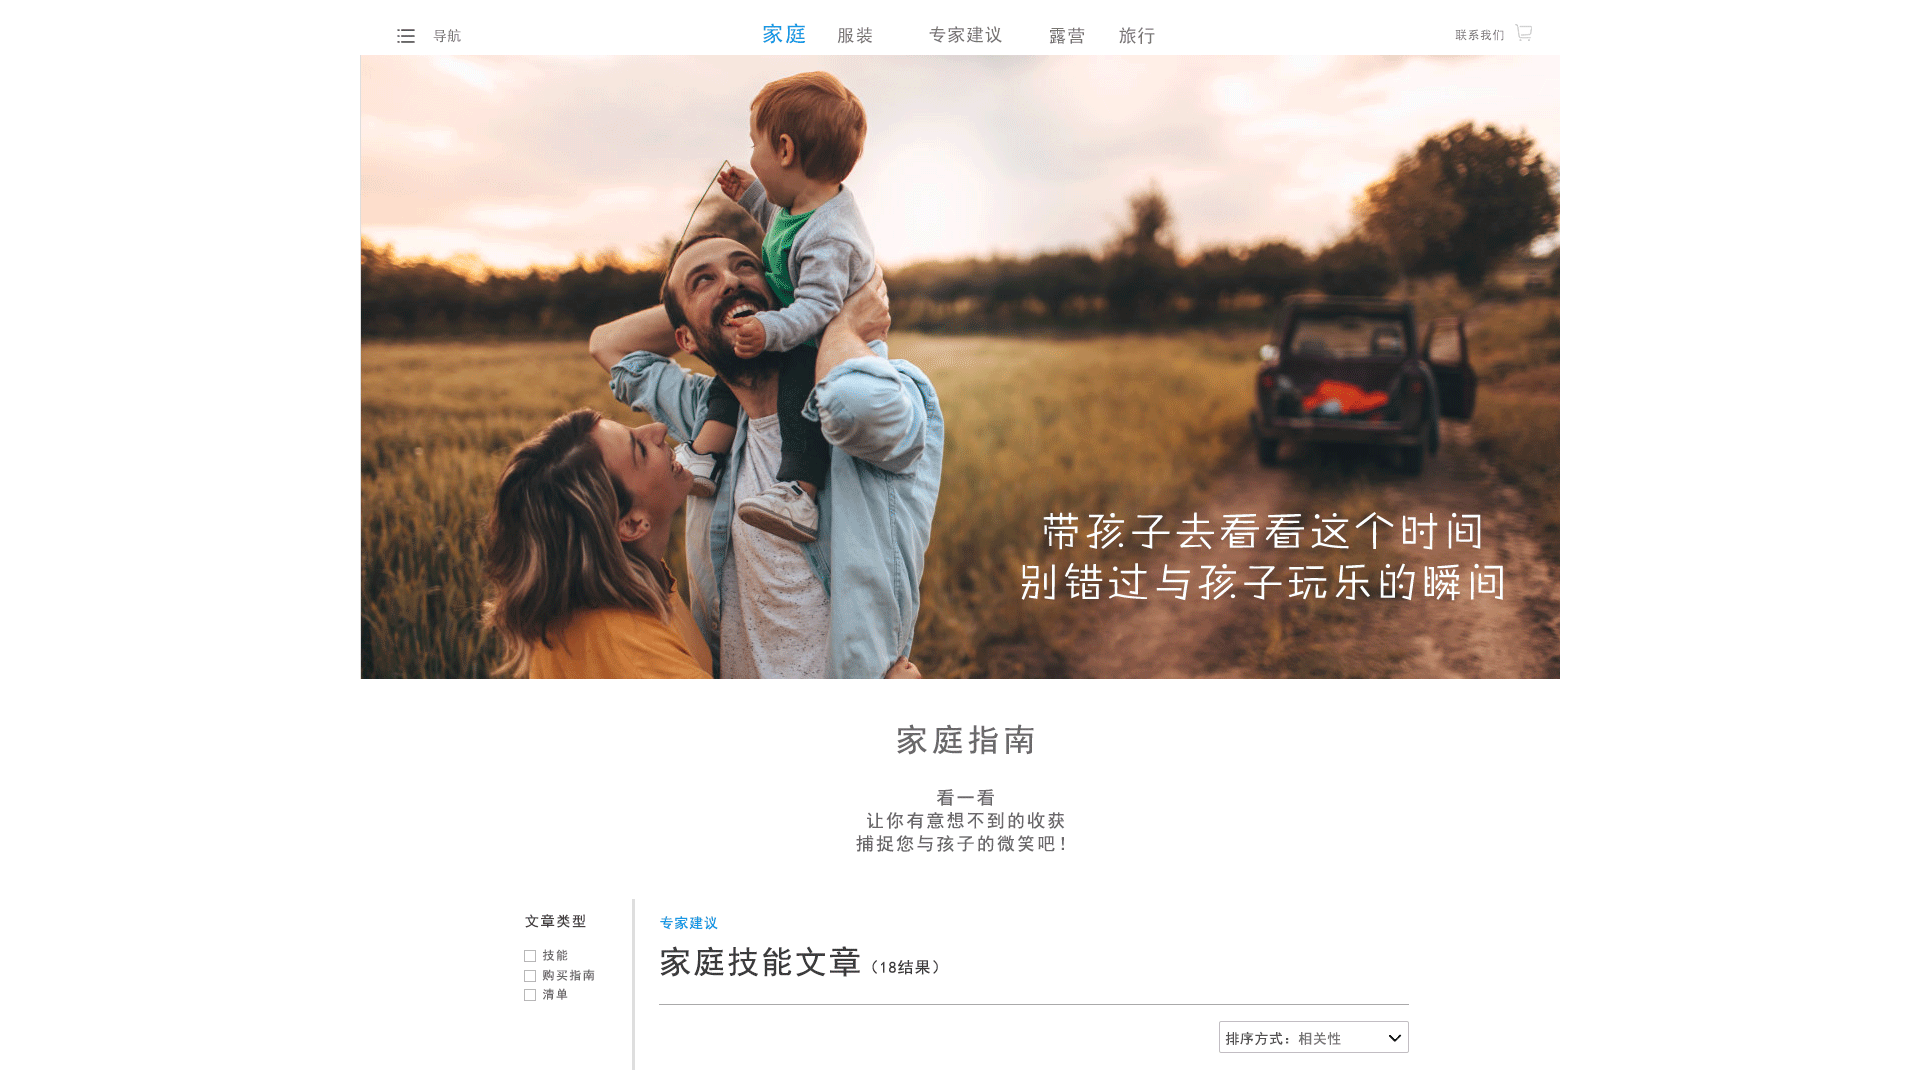 导航
家庭 服装 专家建议 露营 旅行
联系我们
带孩子去看看这个时间
别错过与孩子玩乐的瞬间
家庭指南
看一看
让你有意想不到的收获
捕捉您与孩子的微笑吧！
文章类型
技能
购买指南
清单
专家建议
家庭技能文章（18结果）
排序方式：相关性